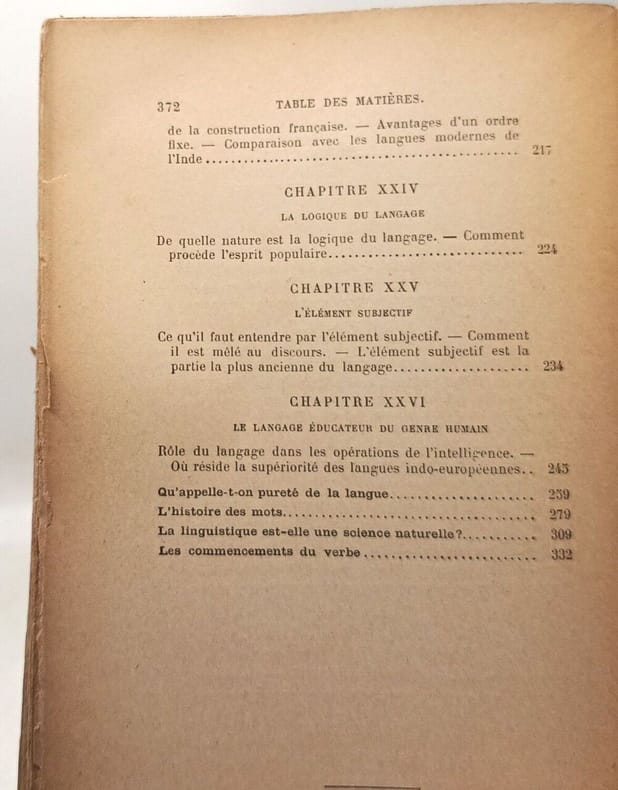 372 TABLE DES MATIÈRES.
de la construction française. — Avantages d'un ordre
fixe. — Comparaison avec les langues modernes de
l'Inde ........................................ 217
CHAPITRE XXIV
LA LOGIQUE DU LANGAGE
De quelle nature est la logique du langage. — Comment
procède l'esprit populaire............................. 224
CHAPITRE XXV
L'ÉLÉMENT SUBJECTIF
Ce qu'il faut entendre par l'élément subjectif. — Comment
il est mêlé au discours. — L'élément subjectif est la
partie la plus ancienne du langage.................... 234
CHAPITRE XXVI
LE LANGAGE ÉDUCATEUR DU GENRE HUMAIN
Rôle du langage dans les opérations de l'intelligence. —
Où réside la supériorité des langues indo-européennes.. 243
Qu'appelle-t-on pureté de la langue..................... 259
L'histoire des mots..................................... 279
La linguistique est-elle une science naturelle?........... 309
Les commencements du verbe .......................... 332